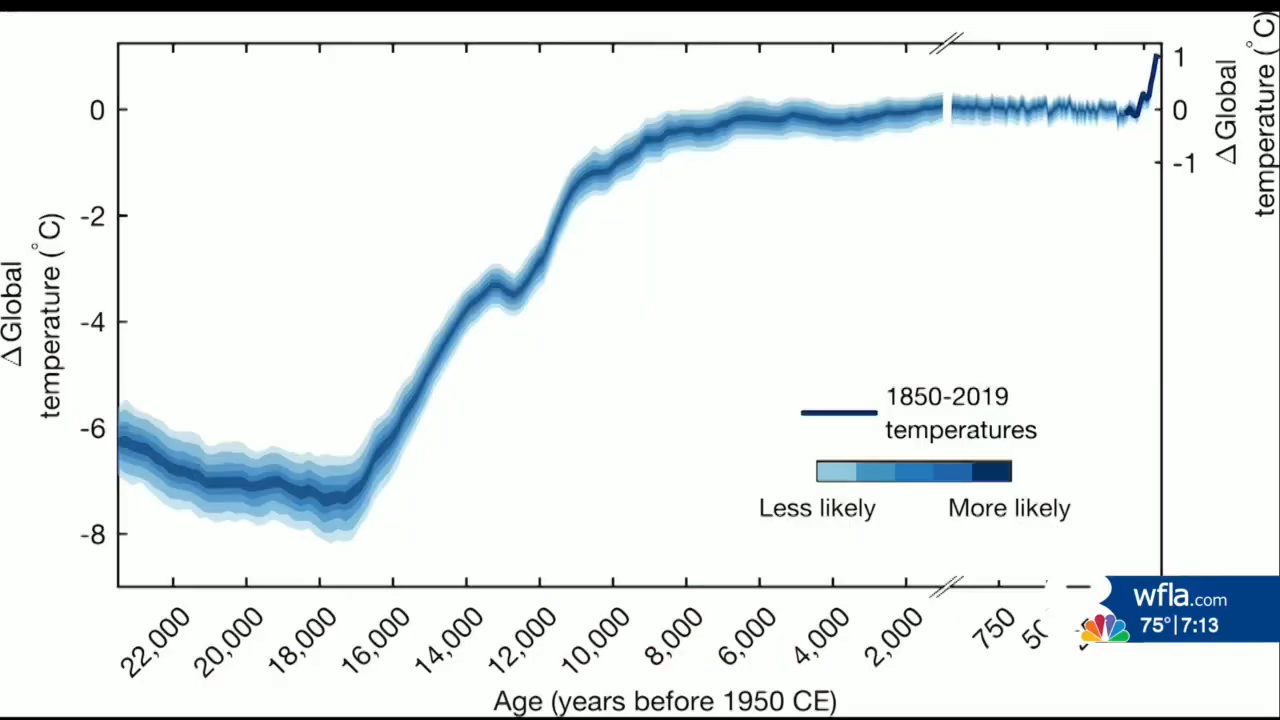 ΔGlobal
temperature (°C)
0
-2
-4
-6
-8
1
0
-1
ΔGlobal
temperature (°C)
1850-2019
temperatures
Less likely
More likely
22,000
20,000
18,000
16,000
14,000
12,000
10,000
8,000
6,000
4,000
2,000
750
Age (years before 1950 CE)
wfla.com
75° | 7:13